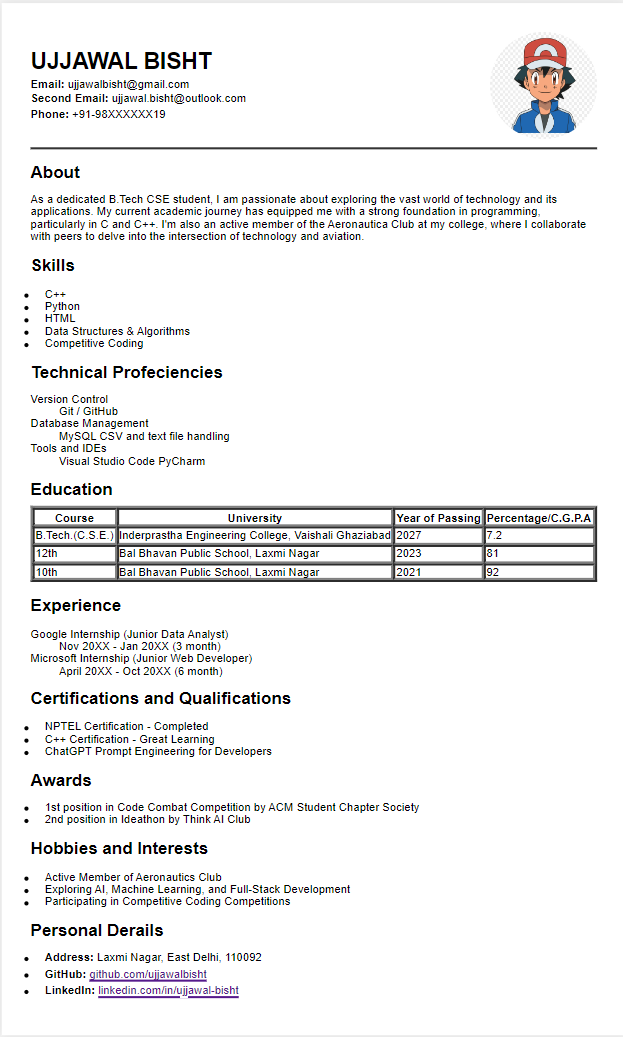 UJJAWAL BISHT
Email: ujjawalbisht@gmail.com
Second Email: ujjawal.bisht@outlook.com
Phone: +91-98XXXXXX19
About
As a dedicated B.Tech CSE student, I am passionate about exploring the vast world of technology and its
applications. My current academic journey has equipped me with a strong foundation in programming,
particularly in C and C++. I'm also an active member of the Aeronautica Club at my college, where I collaborate
with peers to delve into the intersection of technology and aviation.
Skills
C++
Python
HTML
Data Structures & Algorithms
Competitive Coding
Technical Profeciencies
Version Control
Git / GitHub
Database Management
MySQL CSV and text file handling
Tools and IDEs
Visual Studio Code PyCharm
Education
Course University Year of Passing Percentage/C.G.P.A
B.Tech.(C.S.E.) Inderprastha Engineering College, Vaishali Ghaziabad 2027 7.2
12th Bal Bhavan Public School, Laxmi Nagar 2023 81
10th Bal Bhavan Public School, Laxmi Nagar 2021 92
Experience
Google Internship (Junior Data Analyst)
Nov 20XX - Jan 20XX (3 month)
Microsoft Internship (Junior Web Developer)
April 20XX - Oct 20XX (6 month)
Certifications and Qualifications
NPTEL Certification - Completed
C++ Certification - Great Learning
ChatGPT Prompt Engineering for Developers
Awards
1st position in Code Combat Competition by ACM Student Chapter Society
2nd position in Ideathon by Think AI Club
Hobbies and Interests
Active Member of Aeronautics Club
Exploring AI, Machine Learning, and Full-Stack Development
Participating in Competitive Coding Competitions
Personal Derails
Address: Laxmi Nagar, East Delhi, 110092
GitHub: github.com/ujjawalbisht
LinkedIn: linkedin.com/in/ujjawal-bisht